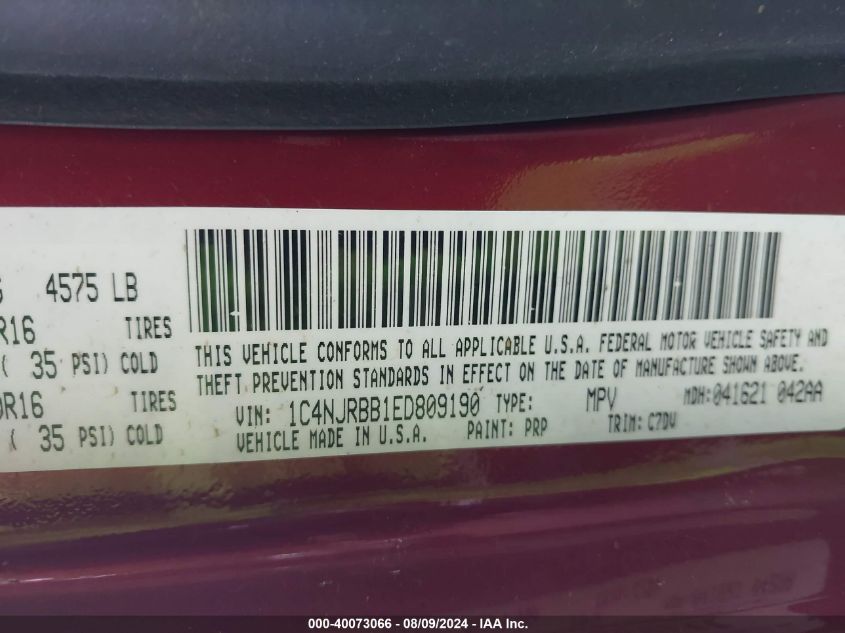 4575 LB
R16 TIRES
( 35 PSI) COLD
R16 TIRES
( 35 PSI) COLD
THIS VEHICLE CONFORMS TO ALL APPLICABLE U.S.A. FEDERAL MOTOR VEHICLE SAFETY AND
THEFT PREVENTION STANDARDS IN EFFECT ON THE DATE OF MANUFACTURE SHOWN ABOVE.
VIN: 1C4NJRBB1ED809190 TYPE: MPV MDH: 041621 042AA
VEHICLE MADE IN U.S.A. PAINT: PRP TRIM: C7DV
000-40073066 - 08/09/2024 - IAA Inc.